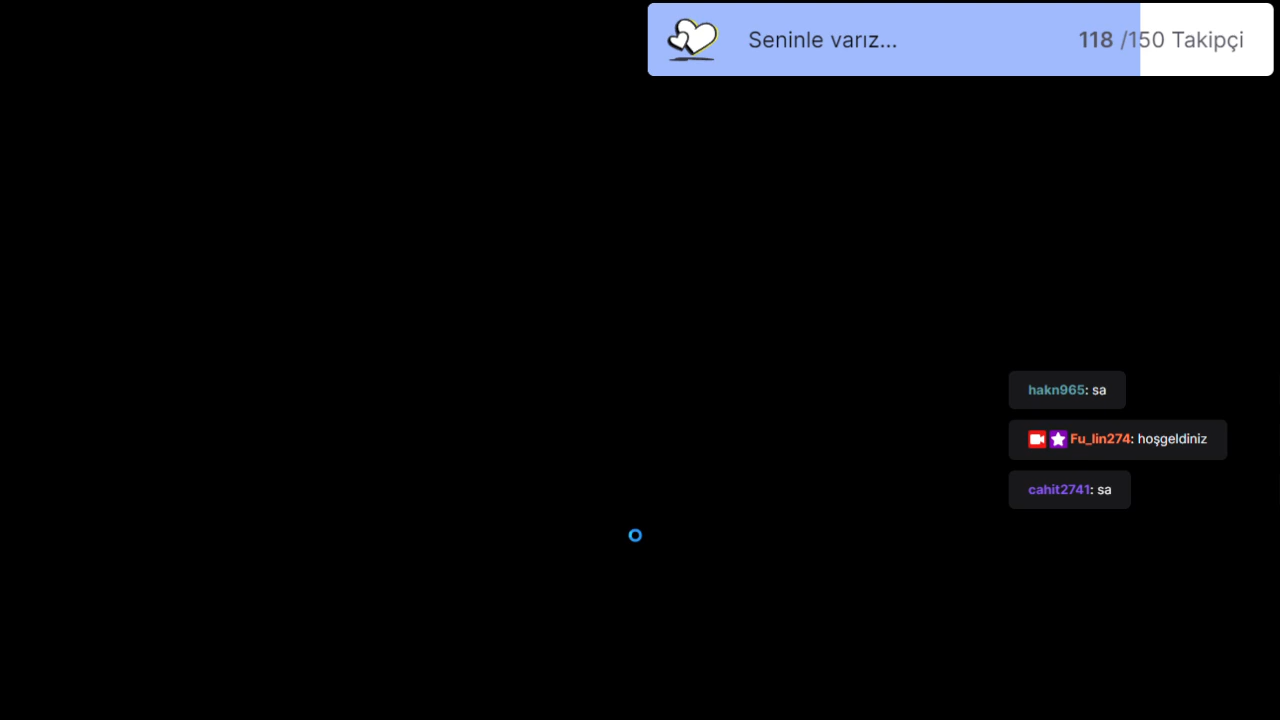 Seninle varız... 118 /150 Takipçi
hakn965: sa
Fu_lin274: hoşgeldiniz
cahit2741: sa